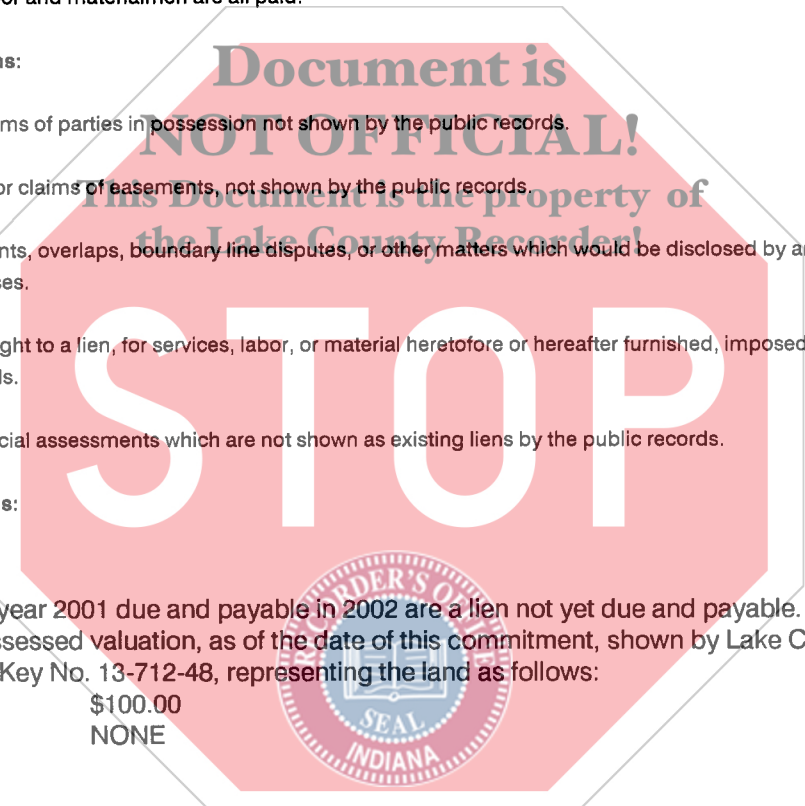 or and materialmen are all paid.
ns:
Document is
ms of parties in possession not shown by the public records.
NOT OFFICIAL!
or claims of easements, not shown by the public records.
This Document is the property of
the Lake County Recorder!
nts, overlaps, boundary line disputes, or other matters which would be disclosed by a
es.
ght to a lien, for services, labor, or material heretofore or hereafter furnished, imposed
ls.
STOP
cial assessments which are not shown as existing liens by the public records.
s:
year 2001 due and payable in 2002 are a lien not yet due and payable.
ssessed valuation, as of the date of this commitment, shown by Lake C
Key No. 13-712-48, representing the land as follows:
$100.00
NONE
RECORDER'S OFFICE
SEAL
INDIANA